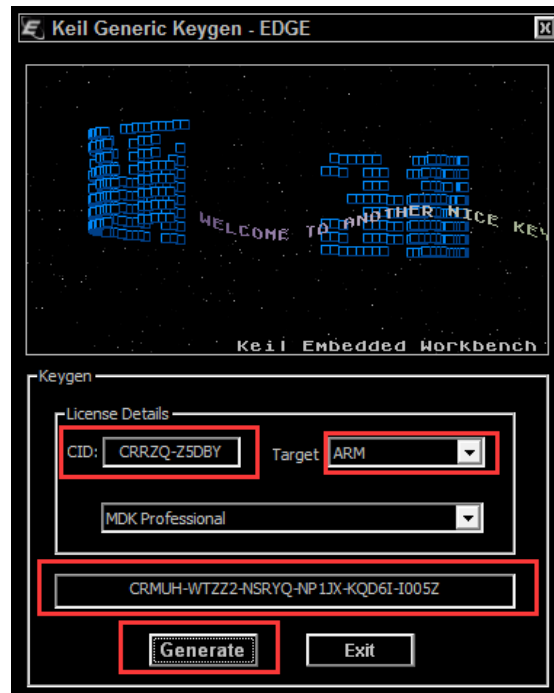 Keil Generic Keygen - EDGE
WELCOME TO ANOTHER NICE KEY
Keil Embedded Workbench
Keygen
License Details
CID: CRRZQ-Z5DBY Target ARM
MDK Professional
CRMUH-WTZZ2-NSRYQ-NP1JX-KQD6I-I005Z
Generate Exit